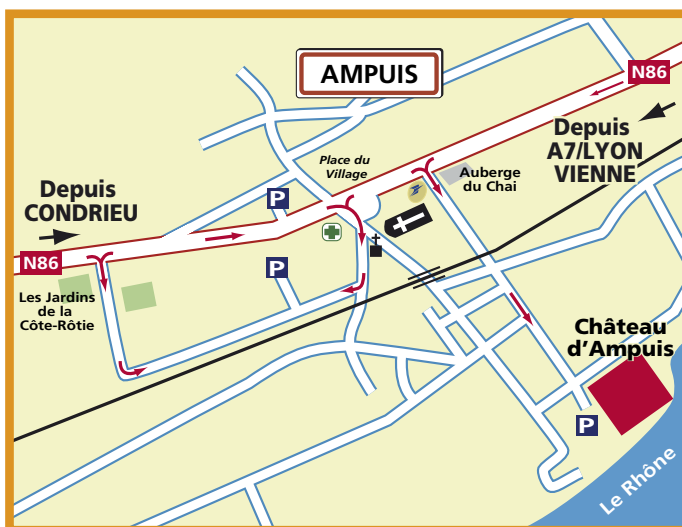 AMPUIS
N86
Depuis
A7/LYON
VIENNE
Place du
Village
Auberge
du Chai
Depuis
CONDRIEU
P
N86
P
Les Jardins
de la
Côte-Rôtie
Château
d'Ampuis
P
Le Rhône